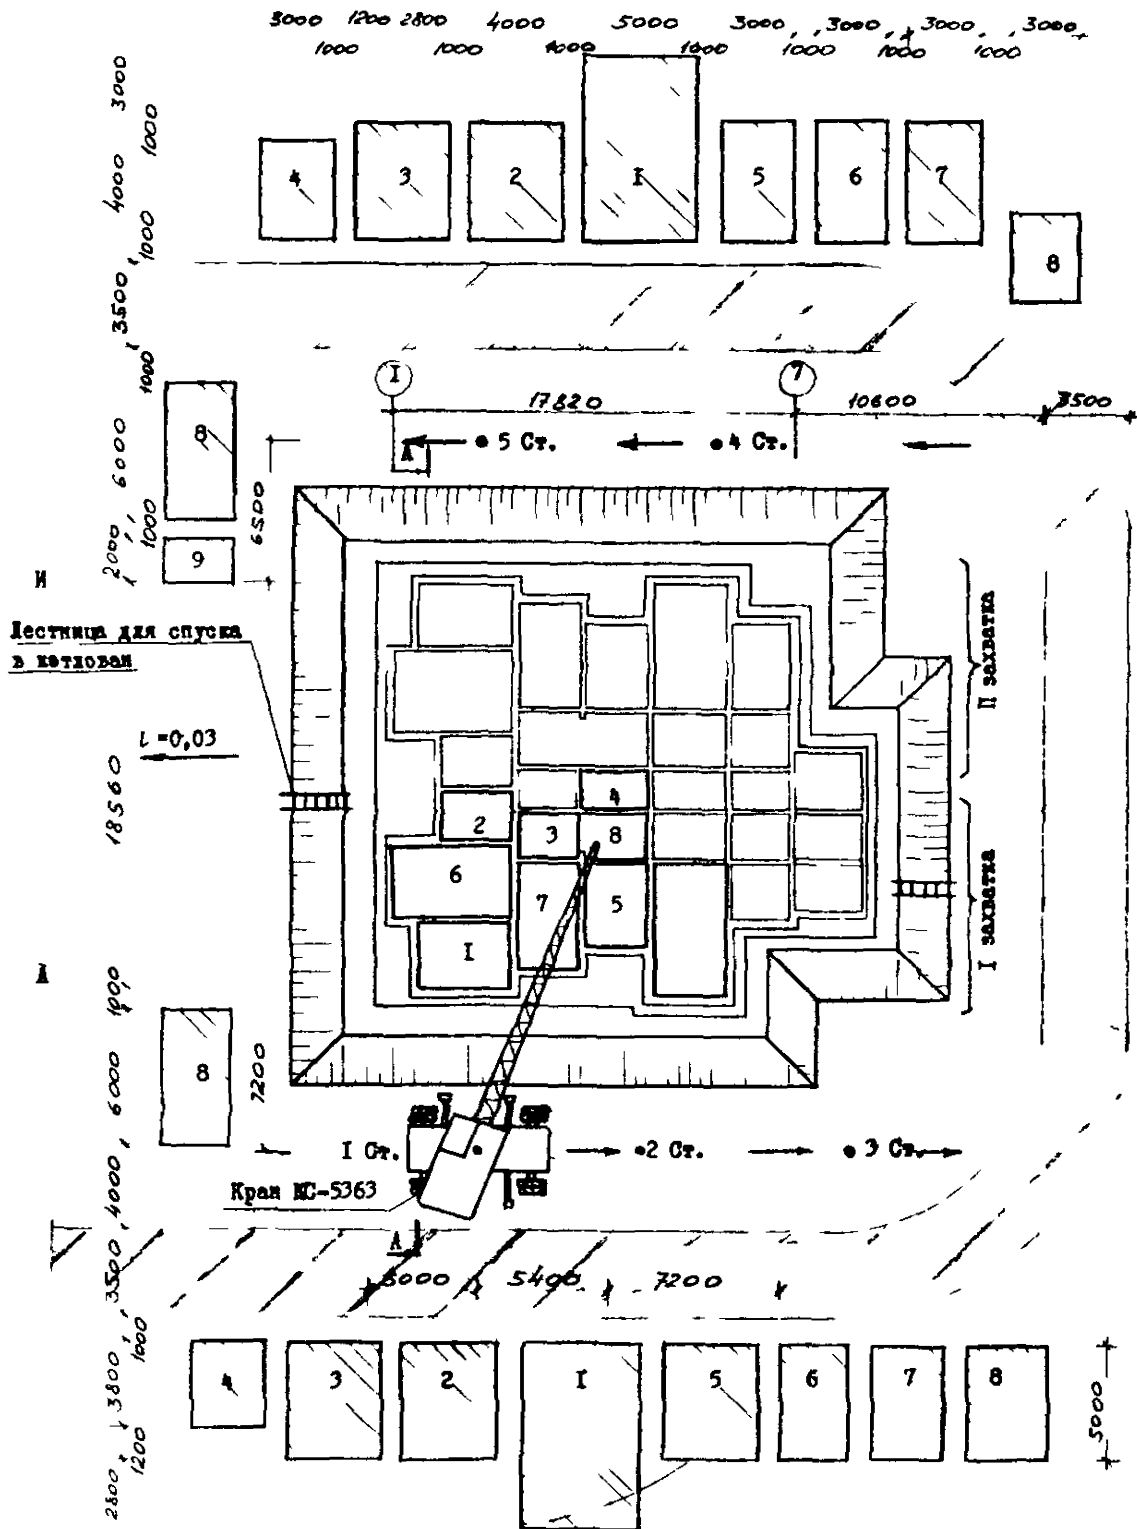 3000 1200 2800 4000 5000 3000 3000 3000 3000
1000 1000 1000 1000 1000 1000 1000
3000
1000
4000
1000
3500
1000
6000
1000
2000
4 3 2 I 5 6 7
8
I 7
17820 10600 3500
А
5 Ст. 4 Ст.
8
6500
9
И
Лестница для спуска
в котлован
i =0,03
18560
II захватка
I захватка
4
2 3 8
6
7 5
I
А
1000
6000
4000
3500
1000
3800
1200
2800
8
7200
I Ст. 2 Ст. 3 Ст.
Кран КС-5363
А
3000 5400 7200
4 3 2 I 5 6 7 8
5000